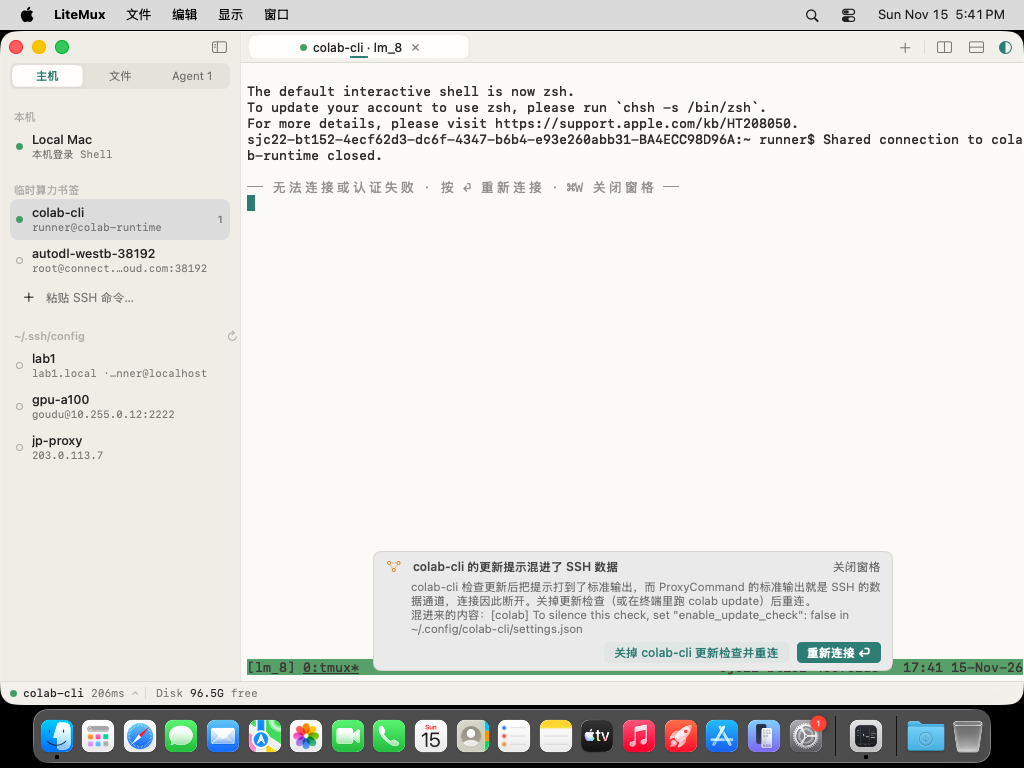 LiteMux 文件 编辑 显示 窗口 Sun Nov 15 5:41 PM
colab-cli · lm_8 ×
主机 文件 Agent 1
本机
Local Mac
本机登录 Shell
临时算力书签
colab-cli
runner@colab-runtime
1
autodl-westb-38192
root@connect.…oud.com:38192
+ 粘贴 SSH 命令…
~/.ssh/config
lab1
lab1.local ·…nner@localhost
gpu-a100
goudu@10.255.0.12:2222
jp-proxy
203.0.113.7
The default interactive shell is now zsh.
To update your account to use zsh, please run `chsh -s /bin/zsh`.
For more details, please visit https://support.apple.com/kb/HT208050.
sjc22-bt152-4ecf62d3-dc6f-4347-b6b4-e93e260abb31-BA4ECC98D96A:~ runner$ Shared connection to cola
b-runtime closed.
── 无法连接或认证失败 · 按 ⏎ 重新连接 · ⌘W 关闭窗格 ──
colab-cli 的更新提示混进了 SSH 数据 关闭窗格
colab-cli 检查更新后把提示打到了标准输出，而 ProxyCommand 的标准输出就是 SSH 的数
据通道，连接因此断开。关掉更新检查（或在终端里跑 colab update）后重连。
混进来的内容：[colab] To silence this check, set "enable_update_check": false in
~/.config/colab-cli/settings.json
关掉 colab-cli 更新检查并重连 重新连接 ⏎
[lm_8] 0:tmux* 17:41 15-Nov-26
colab-cli 206ms Disk 96.5G free
Sun
15
tv
1